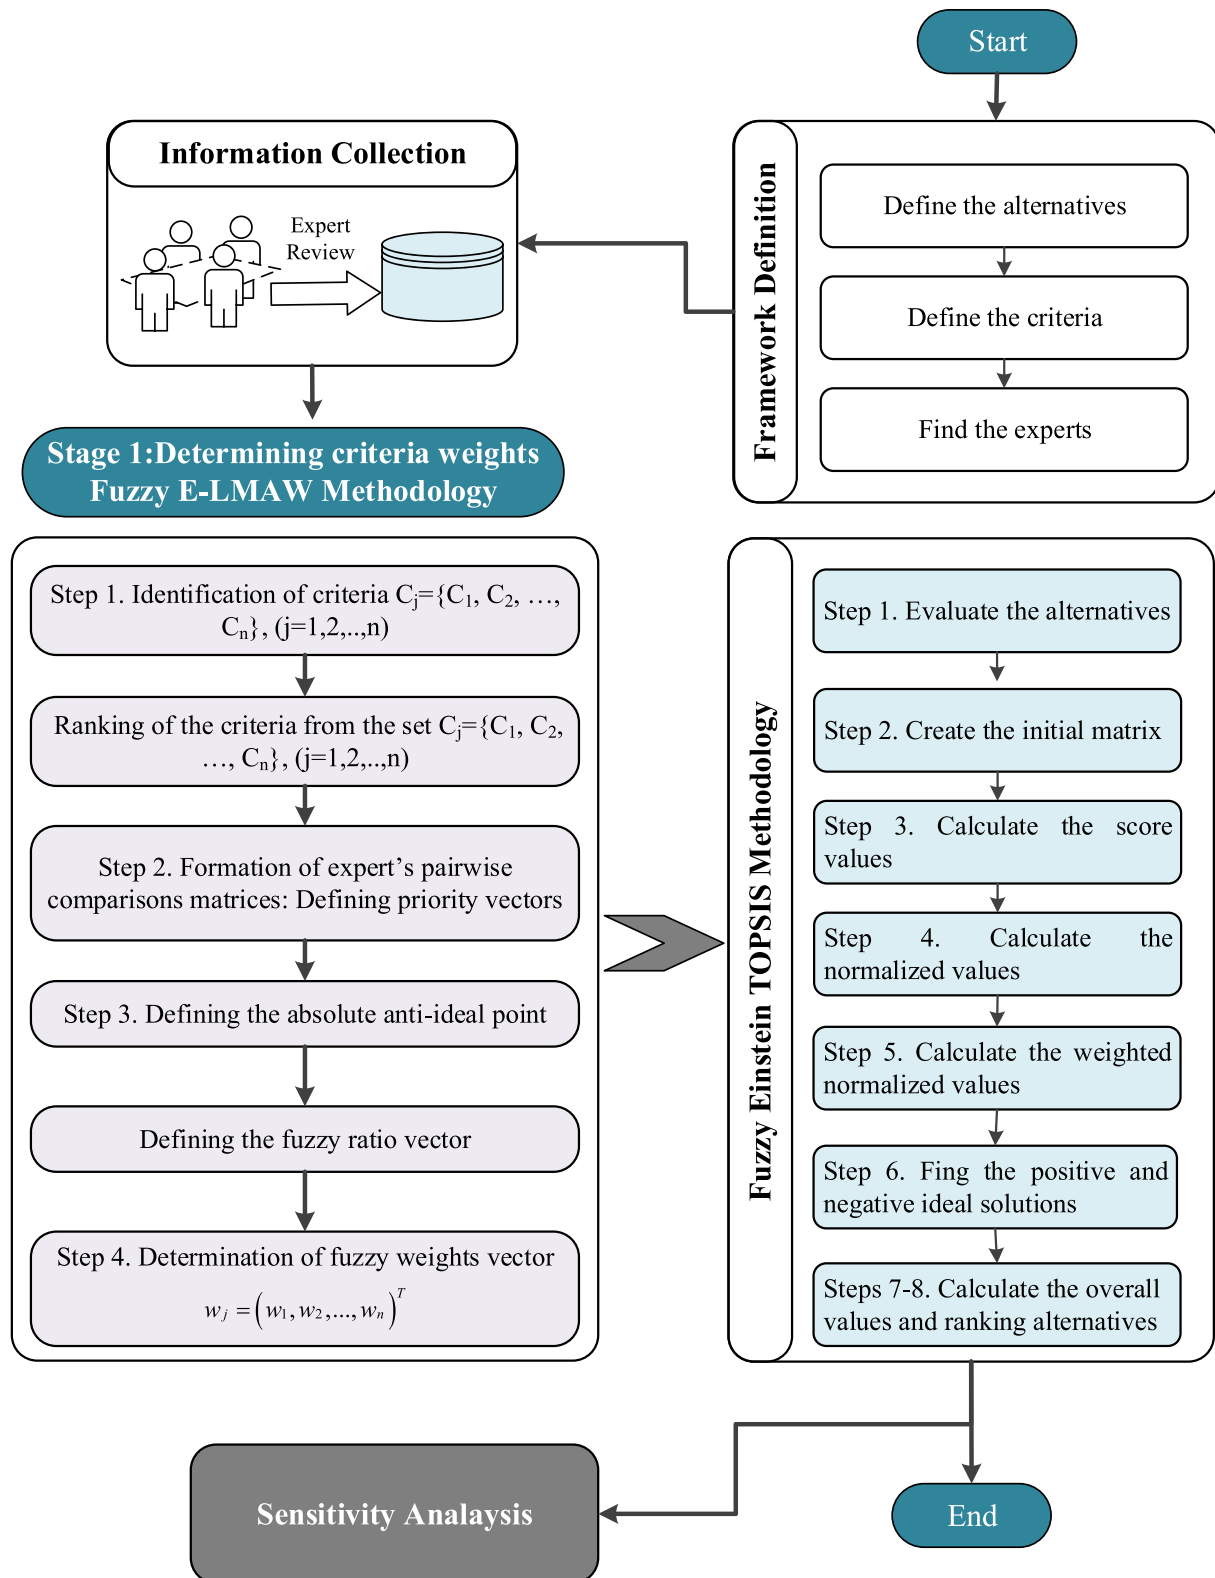 Start
Framework Definition
Define the alternatives
Define the criteria
Find the experts
Information Collection
Expert
Review
Stage 1:Determining criteria weights
Fuzzy E-LMAW Methodology
Step 1. Identification of criteria Cj={C1, C2, …,
Cn}, (j=1,2,..,n)
Ranking of the criteria from the set Cj={C1, C2,
…, Cn}, (j=1,2,..,n)
Step 2. Formation of expert’s pairwise
comparisons matrices: Defining priority vectors
Step 3. Defining the absolute anti-ideal point
Defining the fuzzy ratio vector
Step 4. Determination of fuzzy weights vector
wj = (w1, w2, ..., wn)^T
Fuzzy Einstein TOPSIS Methodology
Step 1. Evaluate the alternatives
Step 2. Create the initial matrix
Step 3. Calculate the score
values
Step 4. Calculate the
normalized values
Step 5. Calculate the weighted
normalized values
Step 6. Fing the positive and
negative ideal solutions
Steps 7-8. Calculate the overall
values and ranking alternatives
Sensitivity Analaysis
End